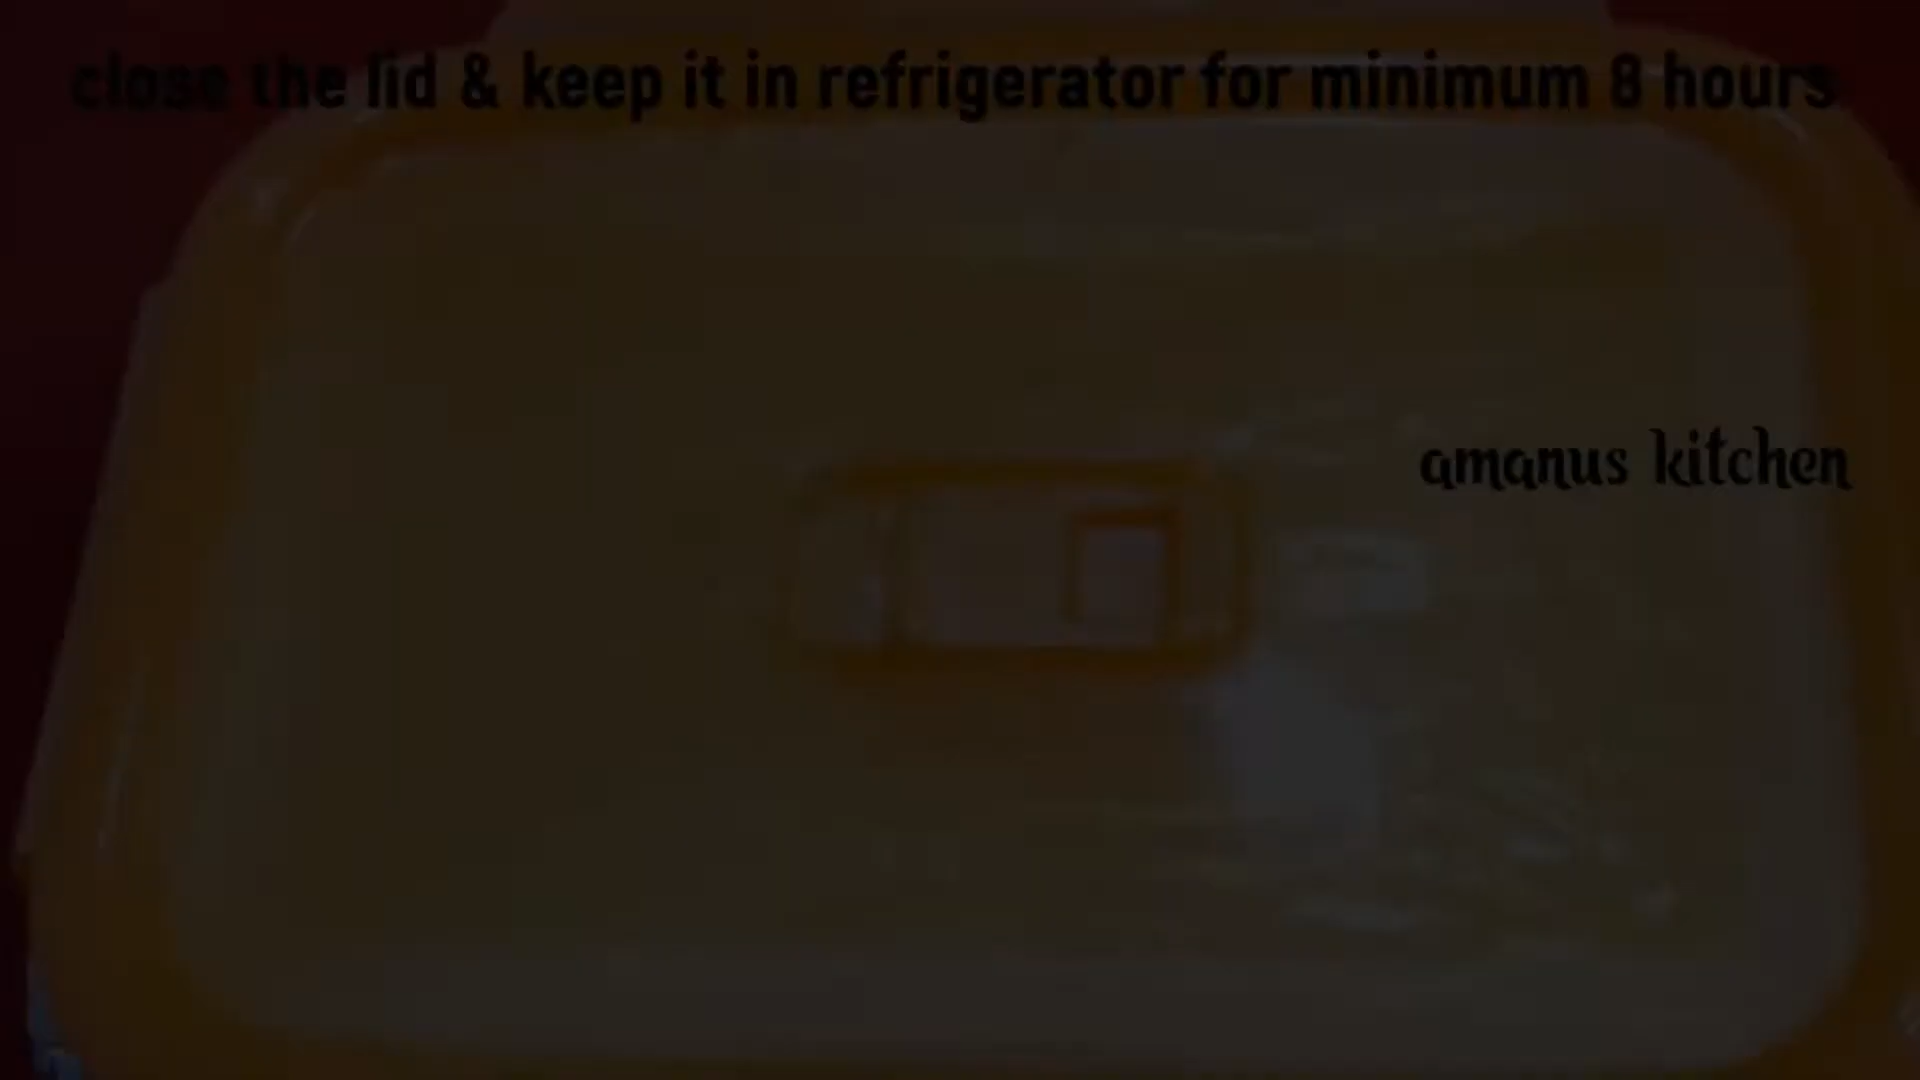 close the lid & keep it in refrigerator for minimum 8 hours
amanus kitchen